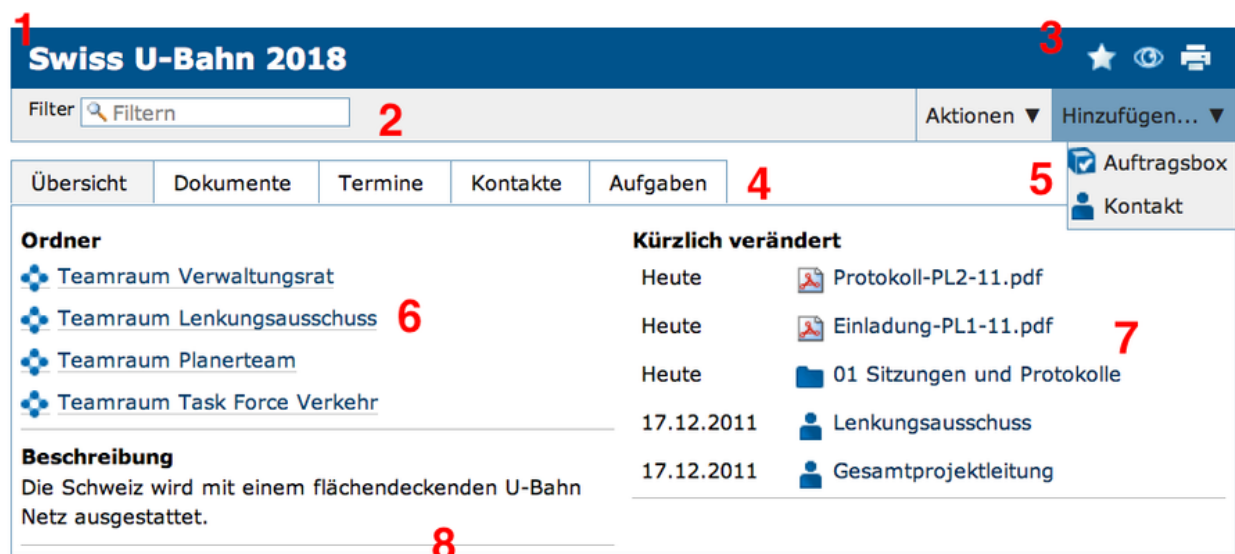 1
Swiss U-Bahn 2018
3
Filter Filtern
2
Aktionen ▼ Hinzufügen... ▼
Auftragsbox
Kontakt
5
Übersicht Dokumente Termine Kontakte Aufgaben
4
Ordner
Teamraum Verwaltungsrat
Teamraum Lenkungsausschuss
6
Teamraum Planerteam
Teamraum Task Force Verkehr
Beschreibung
Die Schweiz wird mit einem flächendeckenden U-Bahn
Netz ausgestattet.
8
Kürzlich verändert
Heute Protokoll-PL2-11.pdf
Heute Einladung-PL1-11.pdf
7
Heute 01 Sitzungen und Protokolle
17.12.2011 Lenkungsausschuss
17.12.2011 Gesamtprojektleitung